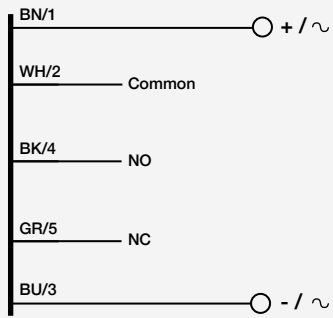 BN/1
+ / ∿
WH/2
Common
BK/4
NO
GR/5
NC
BU/3
- / ∿